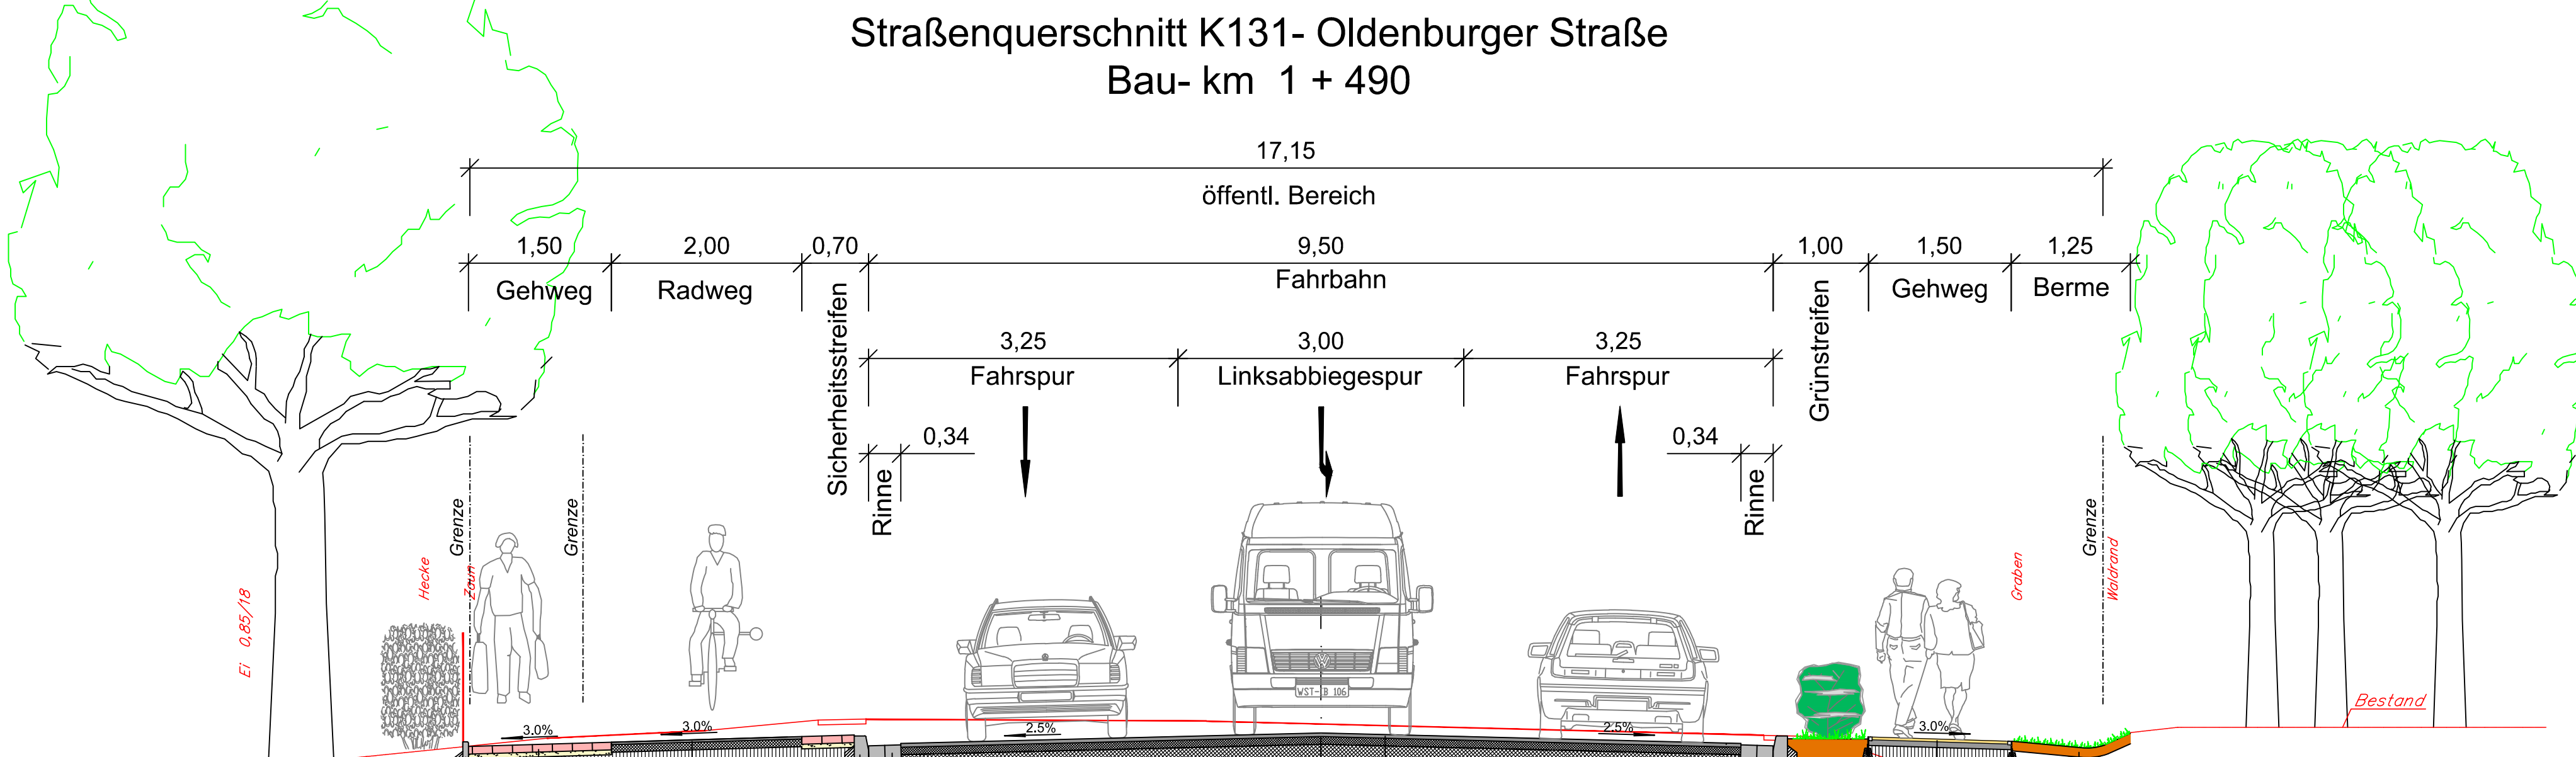 Straßenquerschnitt K131- Oldenburger Straße
Bau- km 1 + 490
17,15
öffentl. Bereich
1,50 2,00 0,70 9,50 1,00 1,50 1,25
Gehweg Radweg Sicherheitsstreifen Fahrbahn Grünstreifen Gehweg Berme
3,25 3,00 3,25
Fahrspur Linksabbiegespur Fahrspur
0,34 0,34
Rinne Rinne
Grenze Grenze Grenze
Ei 0,85/18 Hecke Zaun Graben Waldrand
WST-CB 106
Bestand
3.0% 3.0% 2.5% 2.5% 3.0%